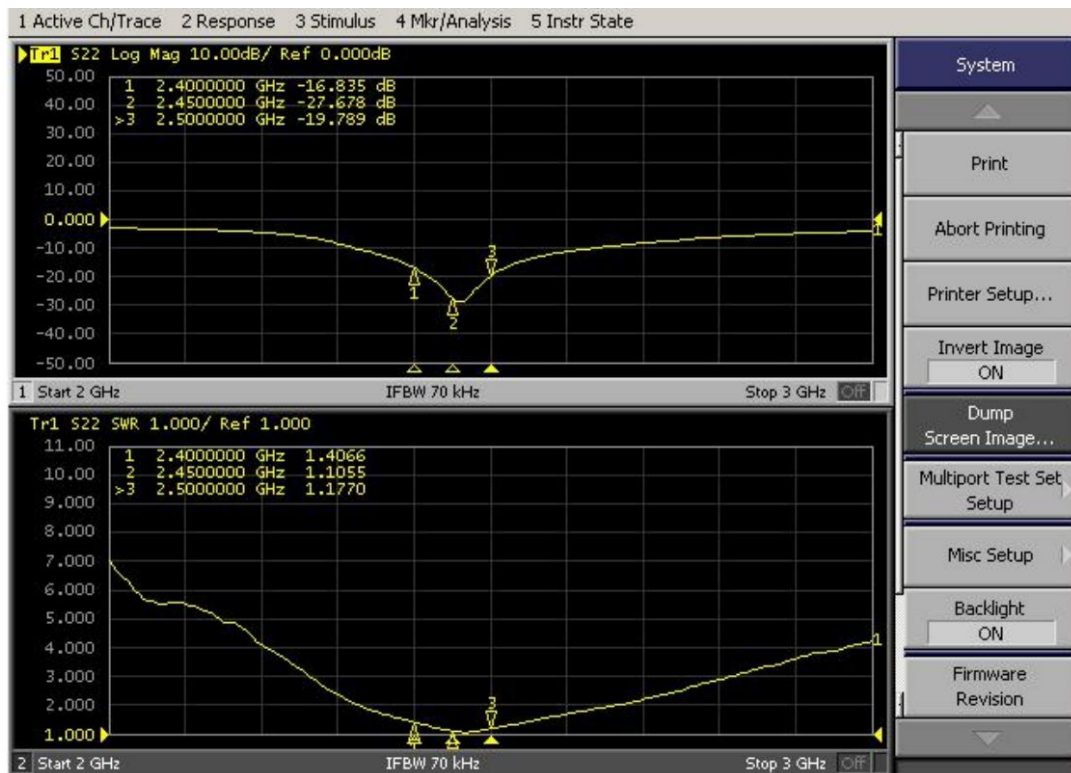 1 Active Ch/Trace 2 Response 3 Stimulus 4 Mkr/Analysis 5 Instr State
Tr1 S22 Log Mag 10.00dB/ Ref 0.000dB
50.00
40.00
30.00
20.00
10.00
0.000
-10.00
-20.00
-30.00
-40.00
-50.00
1 2.4000000 GHz -16.835 dB
2 2.4500000 GHz -27.678 dB
>3 2.5000000 GHz -19.789 dB
1
2
3
1
1 Start 2 GHz IFBW 70 kHz Stop 3 GHz Off
Tr1 S22 SWR 1.000/ Ref 1.000
11.00
10.00
9.000
8.000
7.000
6.000
5.000
4.000
3.000
2.000
1.000
1 2.4000000 GHz 1.4066
2 2.4500000 GHz 1.1055
>3 2.5000000 GHz 1.1770
3
1
2 Start 2 GHz IFBW 70 kHz Stop 3 GHz Off
System
Print
Abort Printing
Printer Setup...
Invert Image
ON
Dump
Screen Image...
Multiport Test Set
Setup
Misc Setup
Backlight
ON
Firmware
Revision